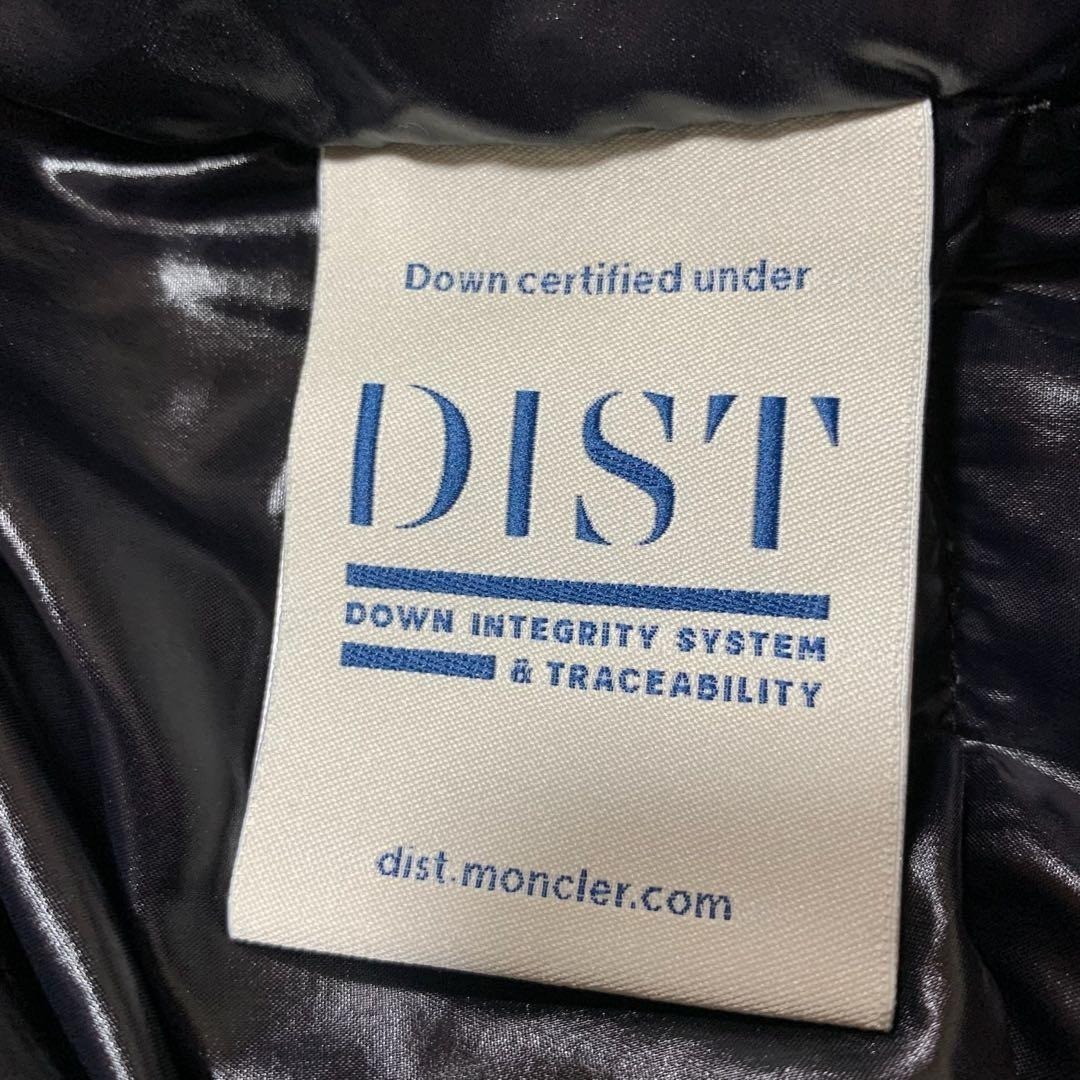 Down certified under
DIST
DOWN INTEGRITY SYSTEM
& TRACEABILITY
dist.moncler.com